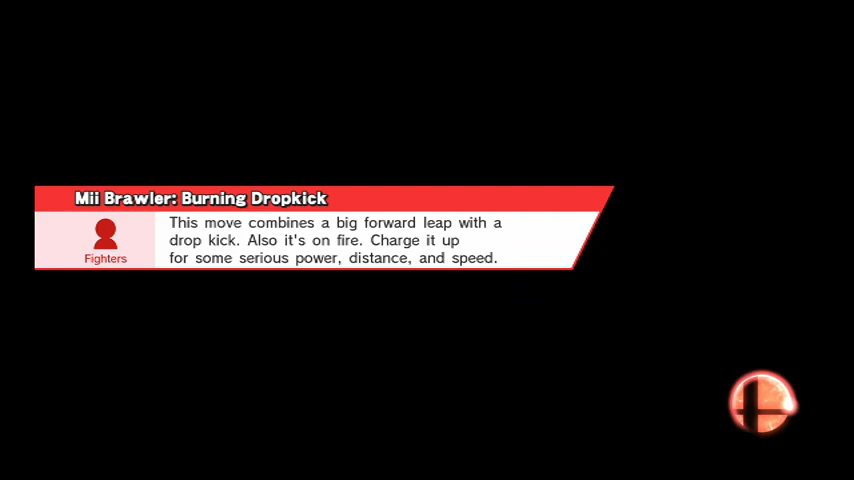 Mii Brawler: Burning Dropkick
This move combines a big forward leap with a
drop kick. Also it's on fire. Charge it up
for some serious power, distance, and speed.
Fighters